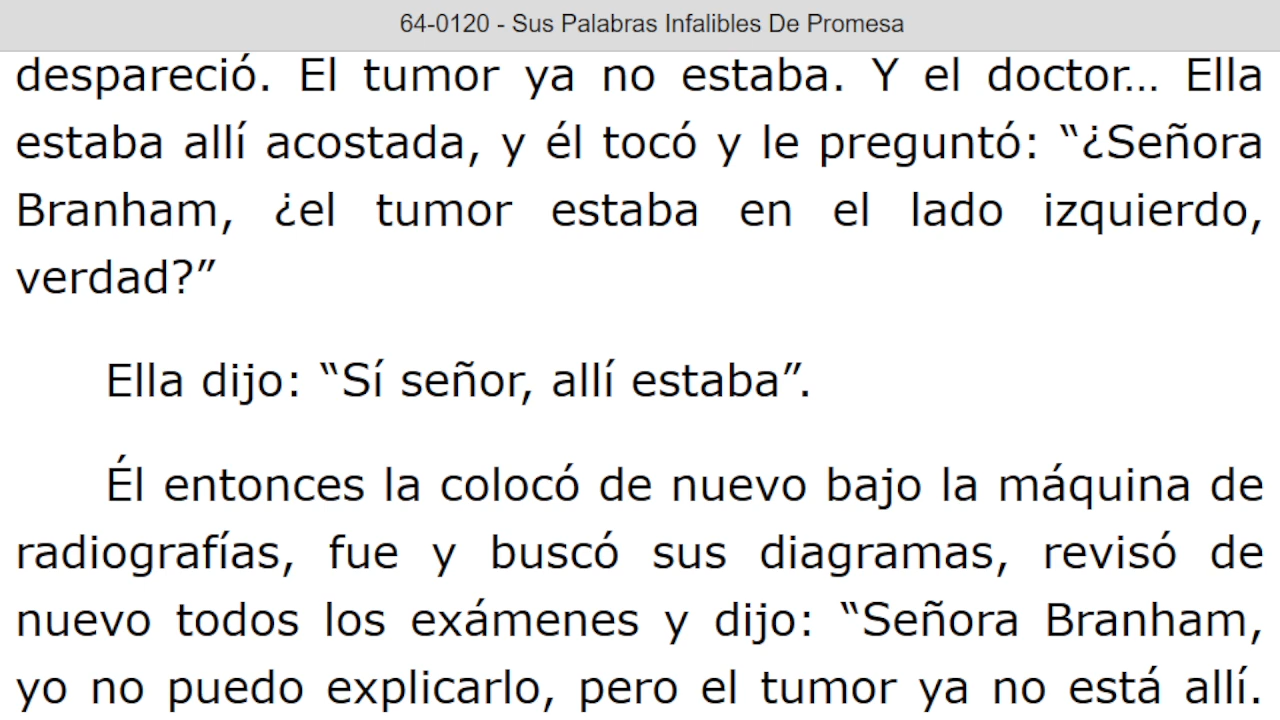 64-0120 - Sus Palabras Infalibles De Promesa
despareció. El tumor ya no estaba. Y el doctor... Ella
estaba allí acostada, y él tocó y le preguntó: “¿Señora
Branham, ¿el tumor estaba en el lado izquierdo,
verdad?”
Ella dijo: “Sí señor, allí estaba”.
Él entonces la colocó de nuevo bajo la máquina de
radiografías, fue y buscó sus diagramas, revisó de
nuevo todos los exámenes y dijo: “Señora Branham,
yo no puedo explicarlo, pero el tumor ya no está allí.